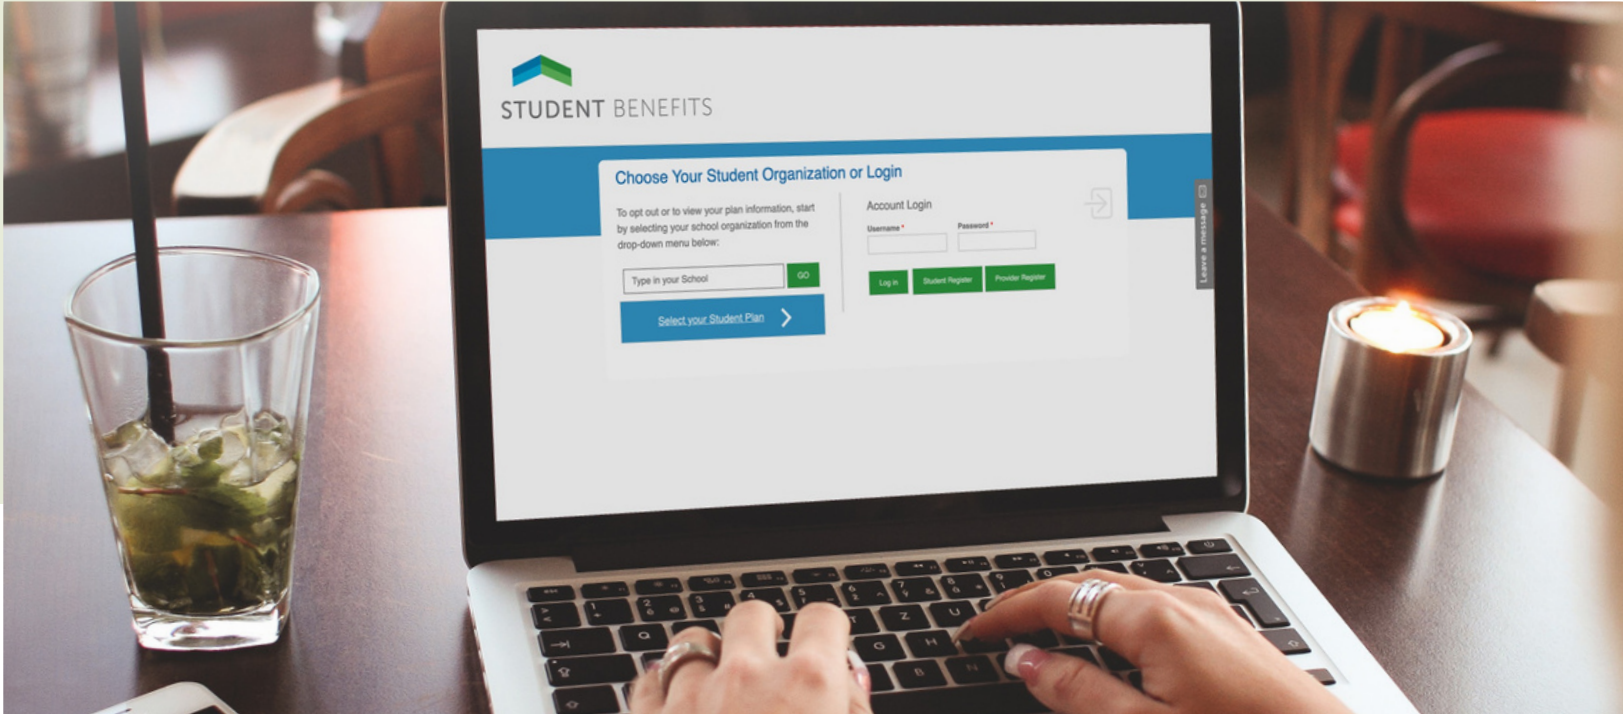 STUDENT BENEFITS
Choose Your Student Organization or Login
To opt out or to view your plan information, start
by selecting your school organization from the
drop-down menu below:
Type in your School
GO
Select your Student Plan
Account Login
Username *
Password *
Log in
Student Register
Provider Register
Leave a message
Q
Z
U
G
H
B
N